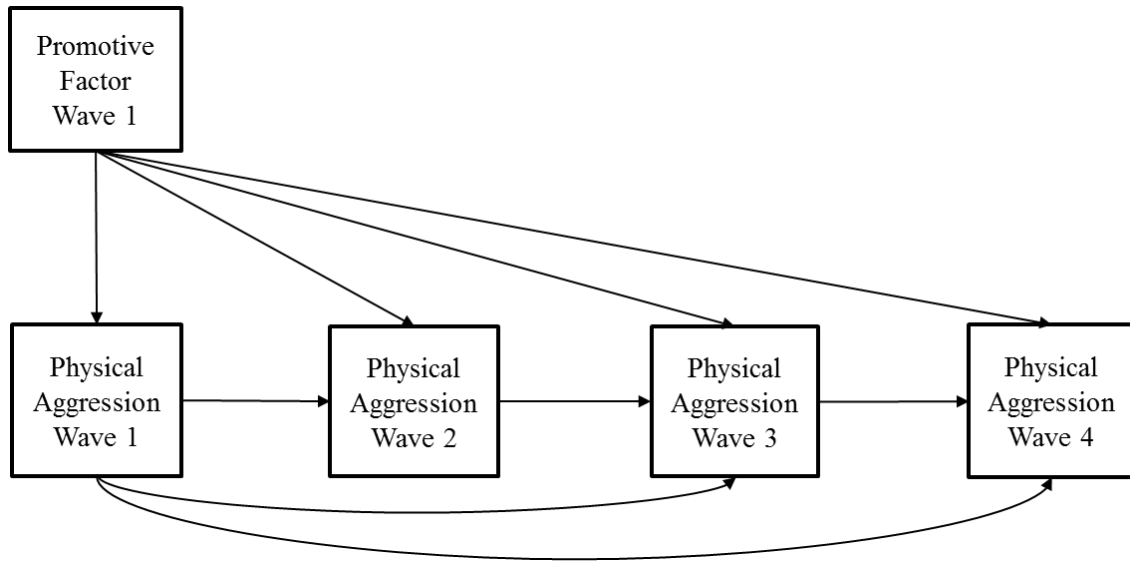 Promotive
Factor
Wave 1
Physical
Aggression
Wave 1
Physical
Aggression
Wave 2
Physical
Aggression
Wave 3
Physical
Aggression
Wave 4